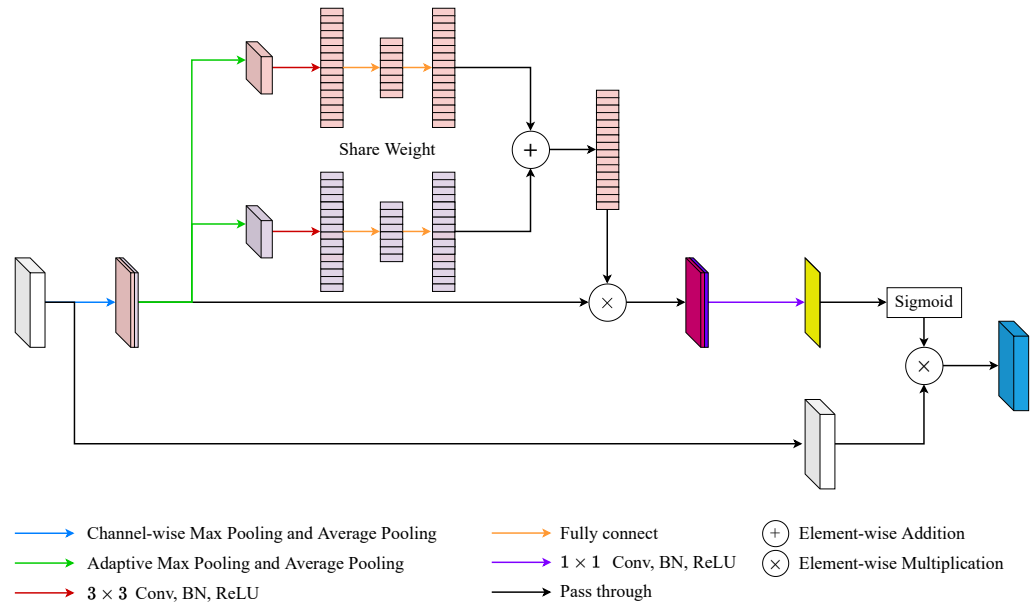 Share Weight
+
×
Sigmoid
×
Channel-wise Max Pooling and Average Pooling
Adaptive Max Pooling and Average Pooling
3 × 3 Conv, BN, ReLU
Fully connect
1 × 1 Conv, BN, ReLU
Pass through
+ Element-wise Addition
× Element-wise Multiplication